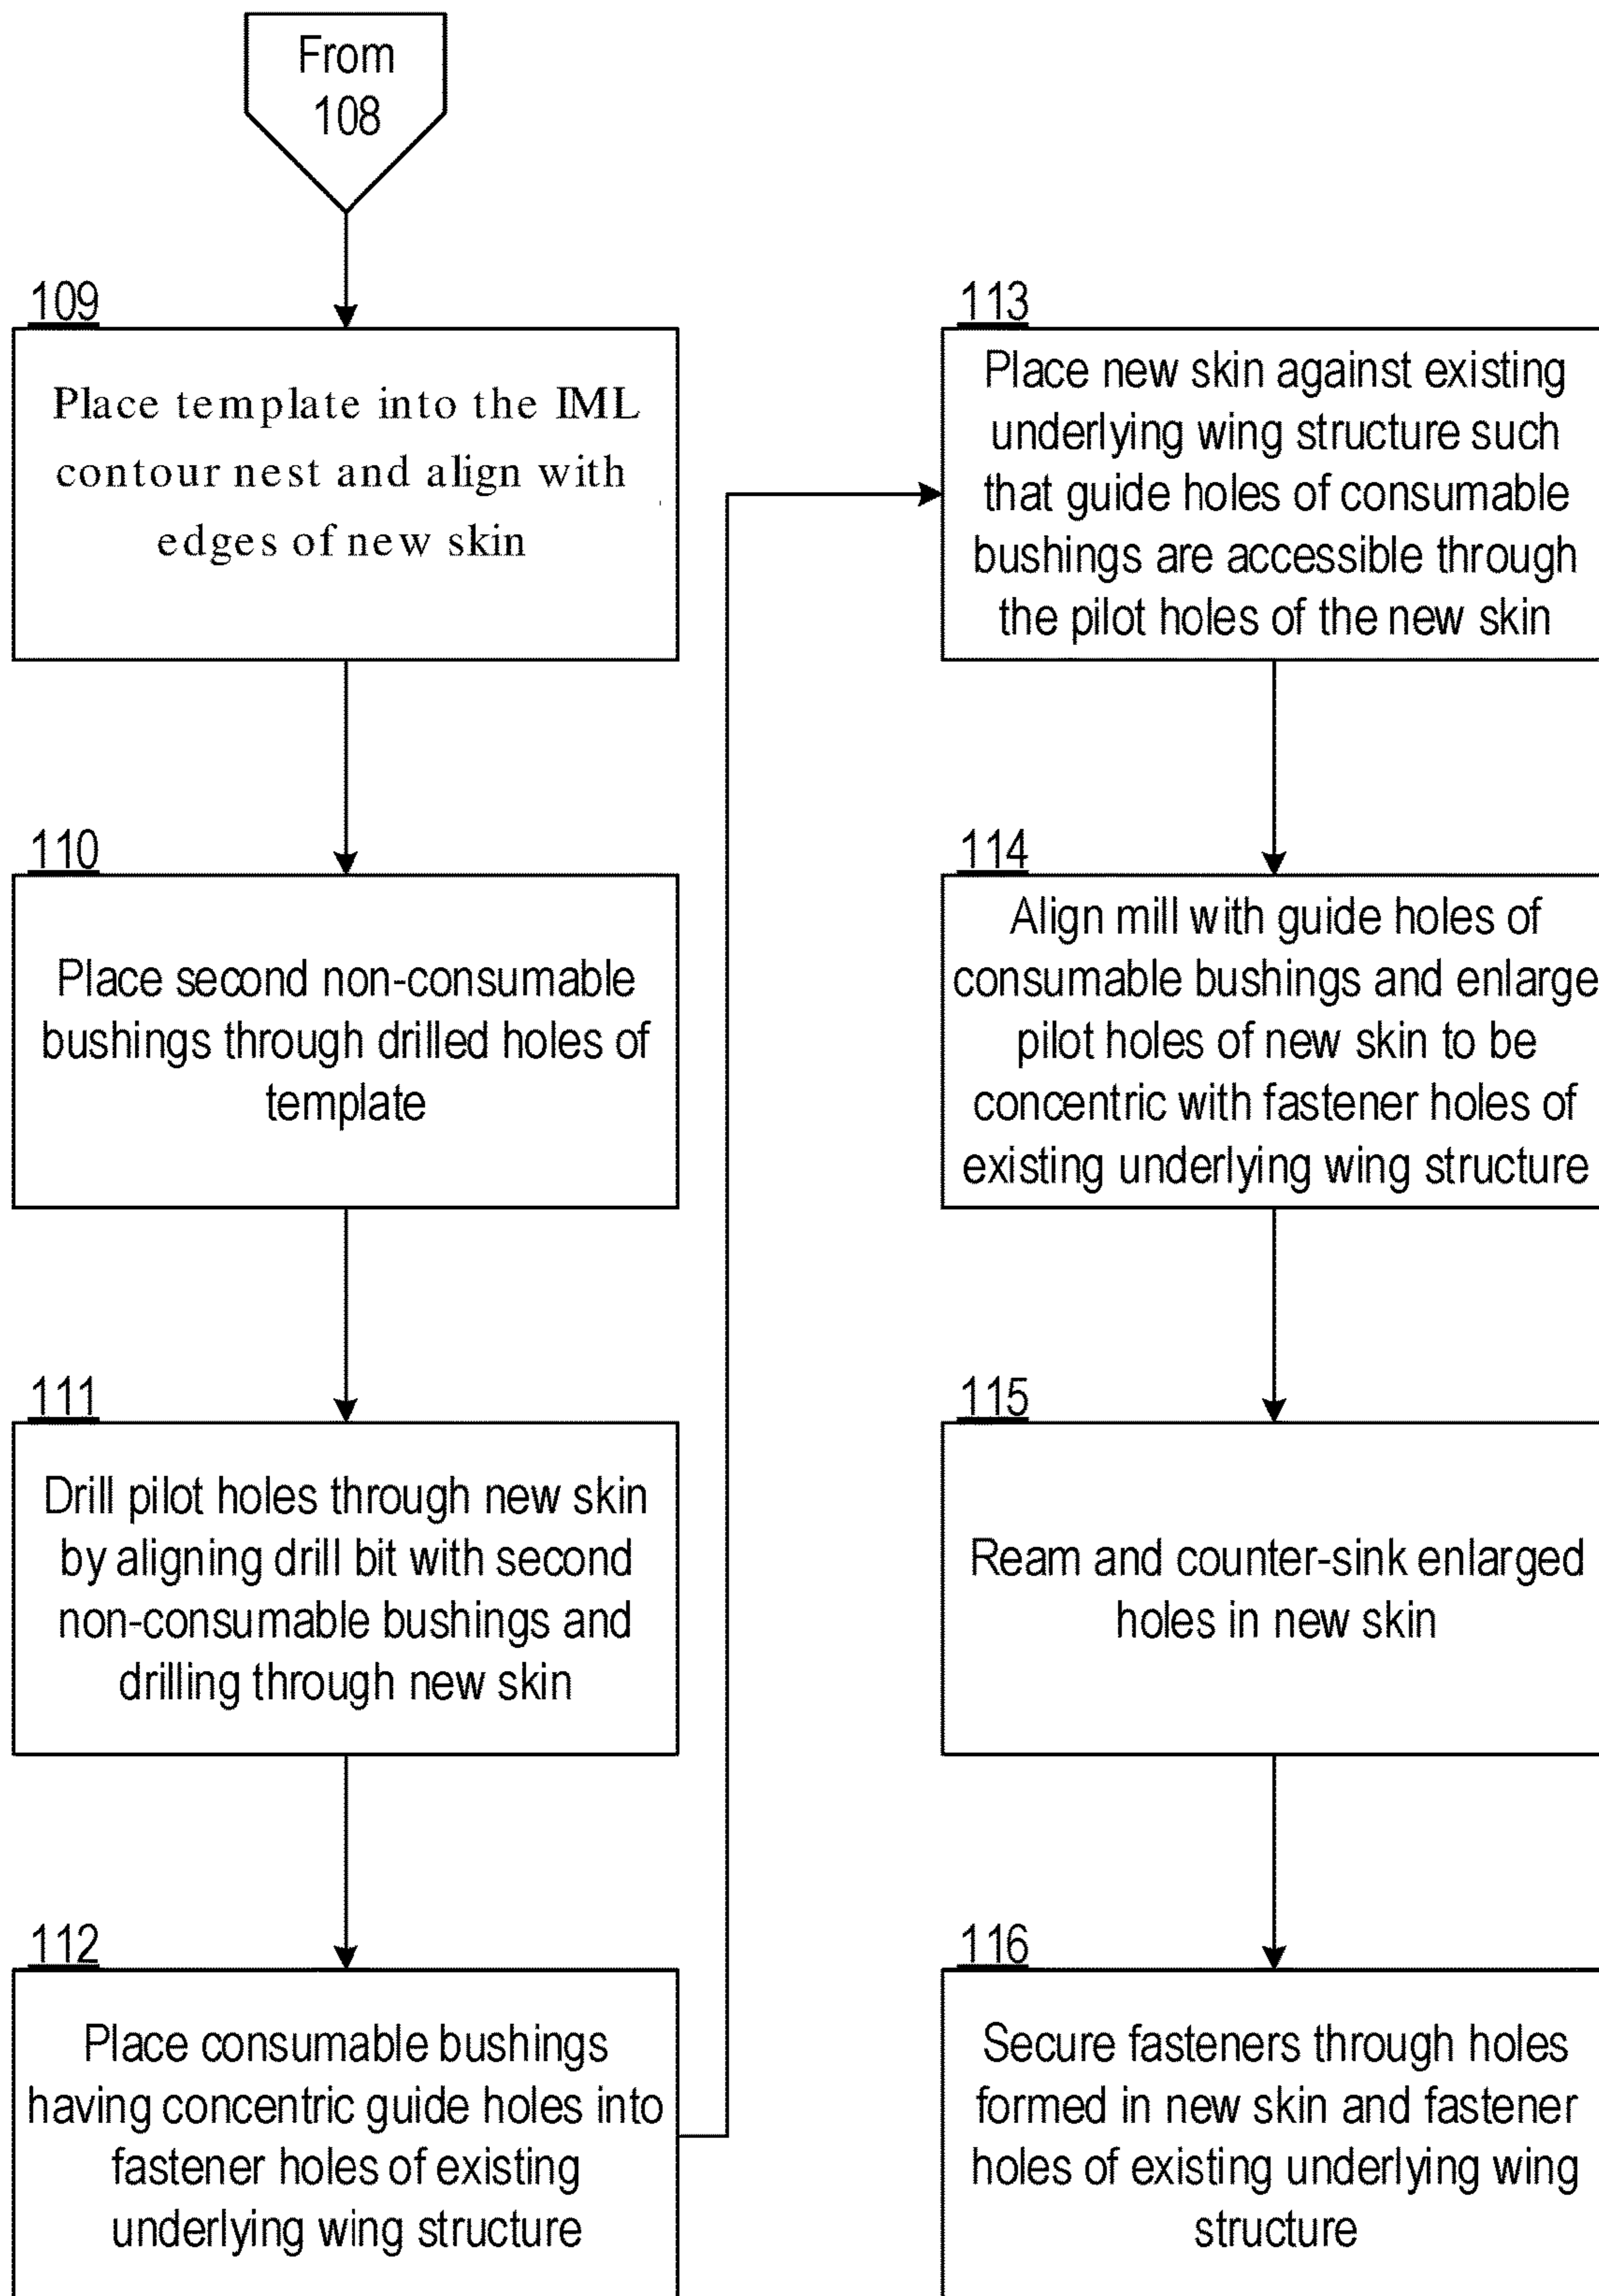 From
108
109
Place template into the IML
contour nest and align with
edges of new skin
110
Place second non-consumable
bushings through drilled holes of
template
111
Drill pilot holes through new skin
by aligning drill bit with second
non-consumable bushings and
drilling through new skin
112
Place consumable bushings
having concentric guide holes into
fastener holes of existing
underlying wing structure
113
Place new skin against existing
underlying wing structure such
that guide holes of consumable
bushings are accessible through
the pilot holes of the new skin
114
Align mill with guide holes of
consumable bushings and enlarge
pilot holes of new skin to be
concentric with fastener holes of
existing underlying wing structure
115
Ream and counter-sink enlarged
holes in new skin
116
Secure fasteners through holes
formed in new skin and fastener
holes of existing underlying wing
structure